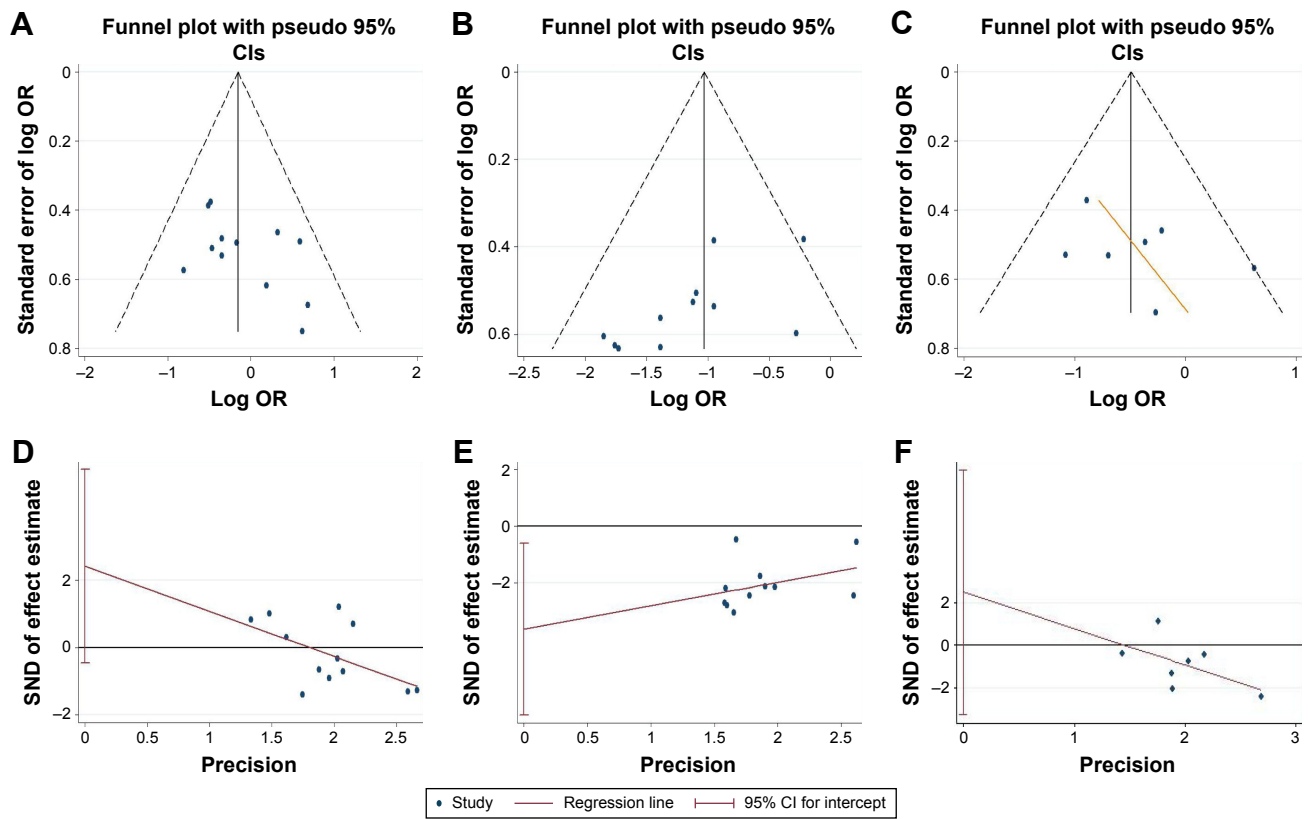 A
Funnel plot with pseudo 95%
CIs
Standard error of log OR
0
0.2
0.4
0.6
0.8
–2
–1
0
1
2
Log OR
B
Funnel plot with pseudo 95%
CIs
Standard error of log OR
0
0.2
0.4
0.6
–2.5
–2
–1.5
–1
–0.5
0
Log OR
C
Funnel plot with pseudo 95%
CIs
Standard error of log OR
0
0.2
0.4
0.6
0.8
–2
–1
0
1
Log OR
D
SND of effect estimate
2
0
–2
0
0.5
1
1.5
2
2.5
Precision
E
SND of effect estimate
2
0
–2
0
0.5
1
1.5
2
2.5
Precision
F
SND of effect estimate
2
0
–2
0
1
2
3
Precision
Study
Regression line
95% CI for intercept